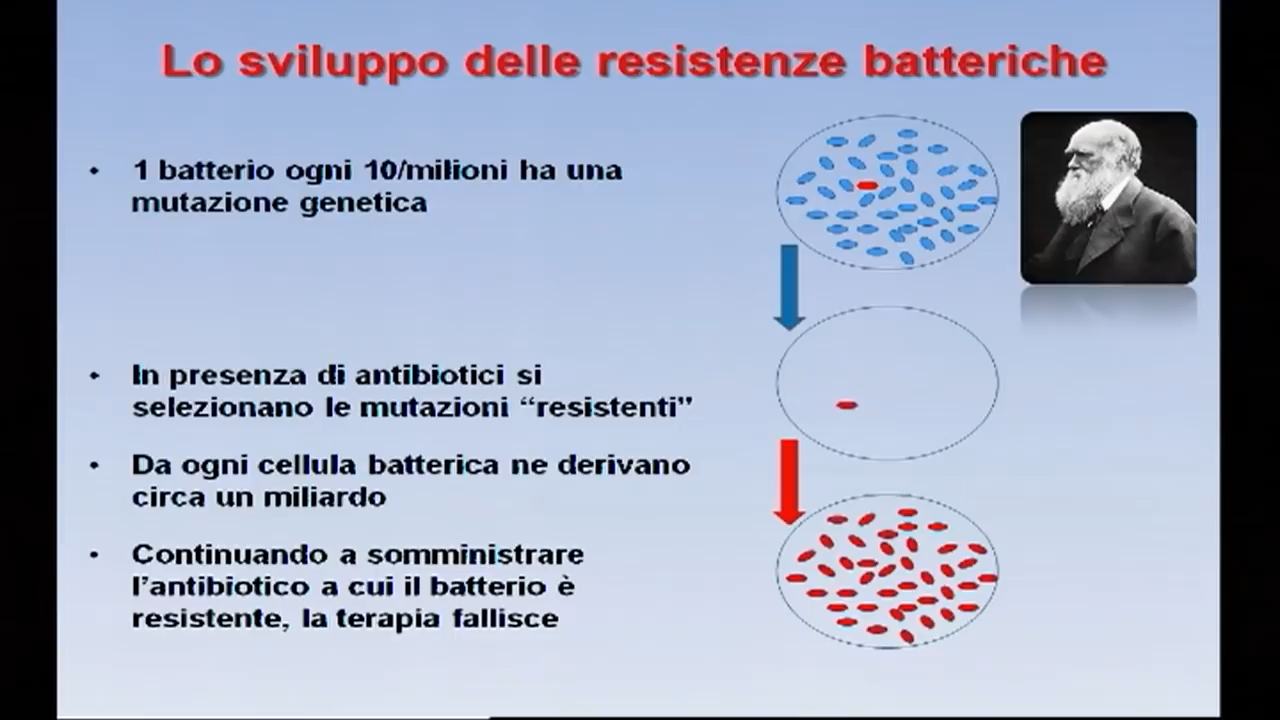 Lo sviluppo delle resistenze batteriche
• 1 batterio ogni 10/milioni ha una
mutazione genetica
• In presenza di antibiotici si
selezionano le mutazioni “resistenti”
• Da ogni cellula batterica ne derivano
circa un miliardo
• Continuando a somministrare
l’antibiotico a cui il batterio è
resistente, la terapia fallisce